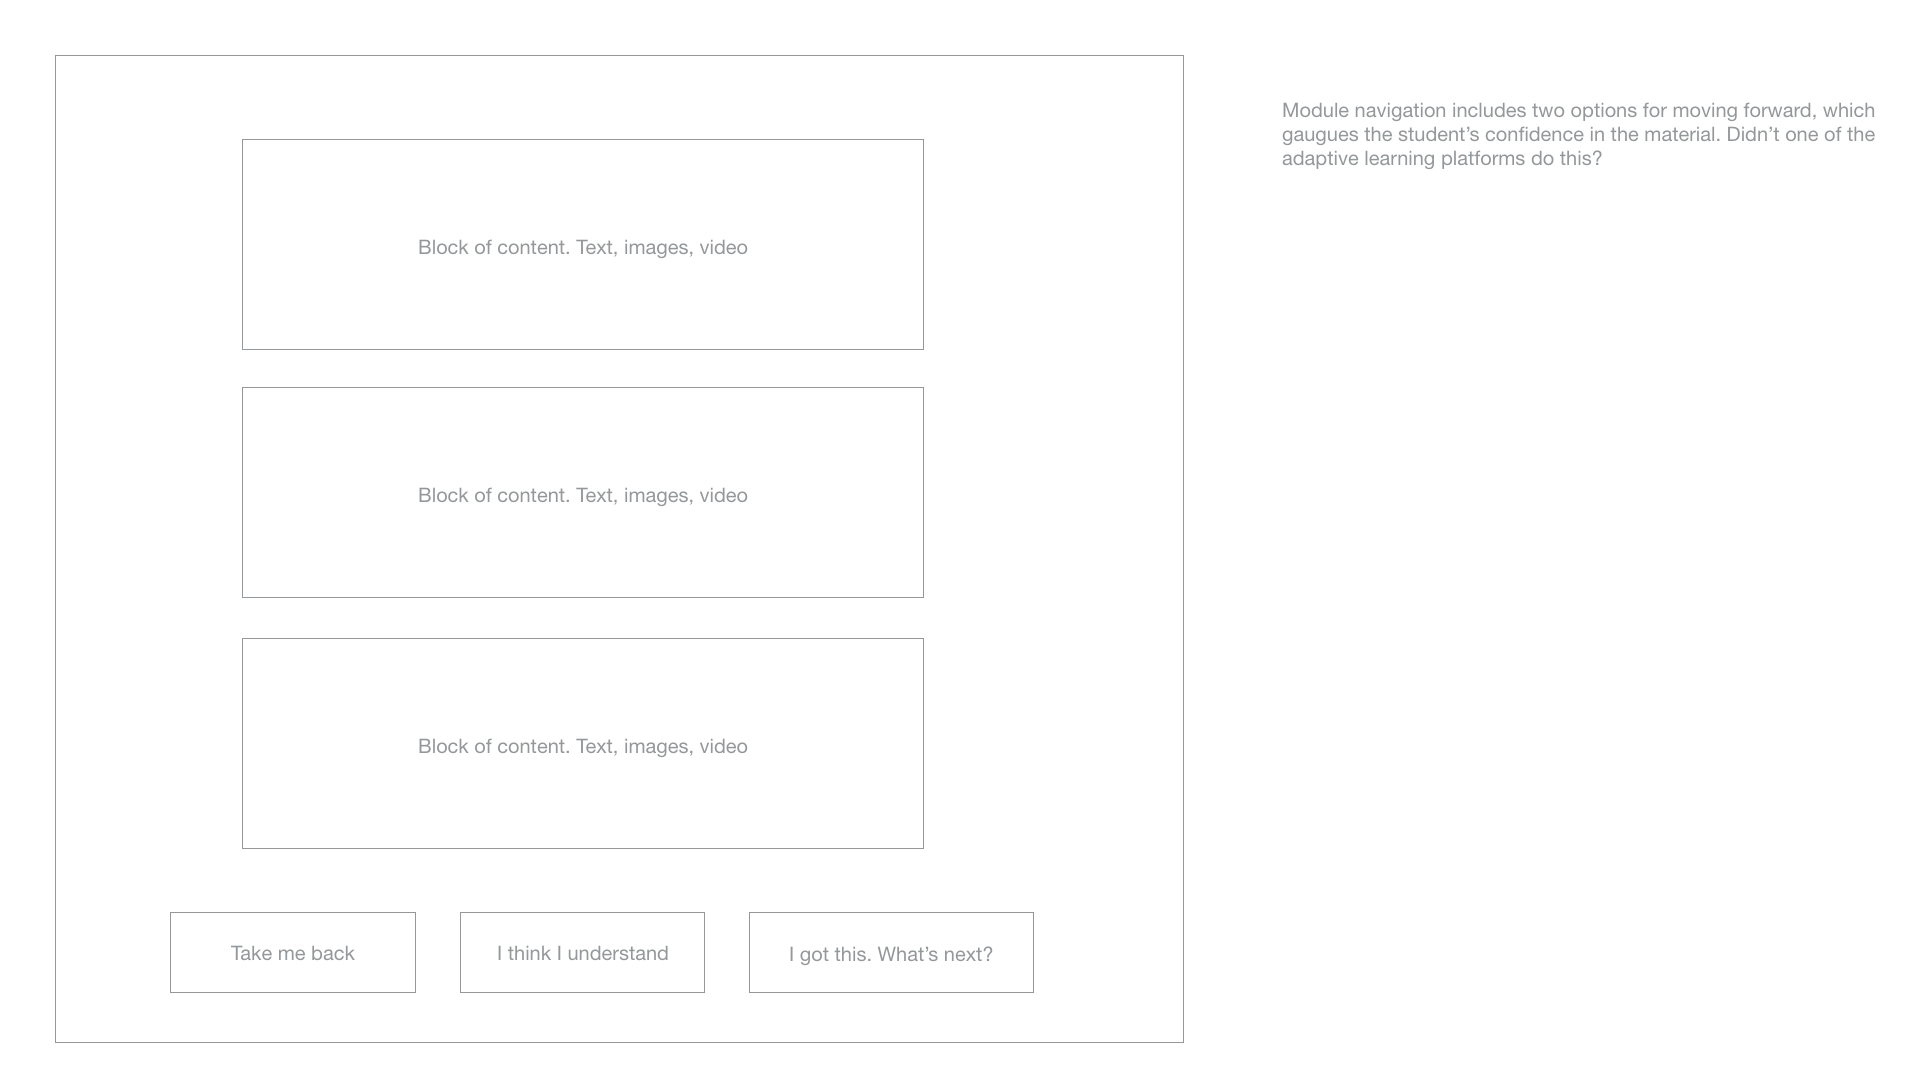 Module navigation includes two options for moving forward, which
gaugues the student’s confidence in the material. Didn’t one of the
adaptive learning platforms do this?
Block of content. Text, images, video
Block of content. Text, images, video
Block of content. Text, images, video
Take me back
I think I understand
I got this. What’s next?